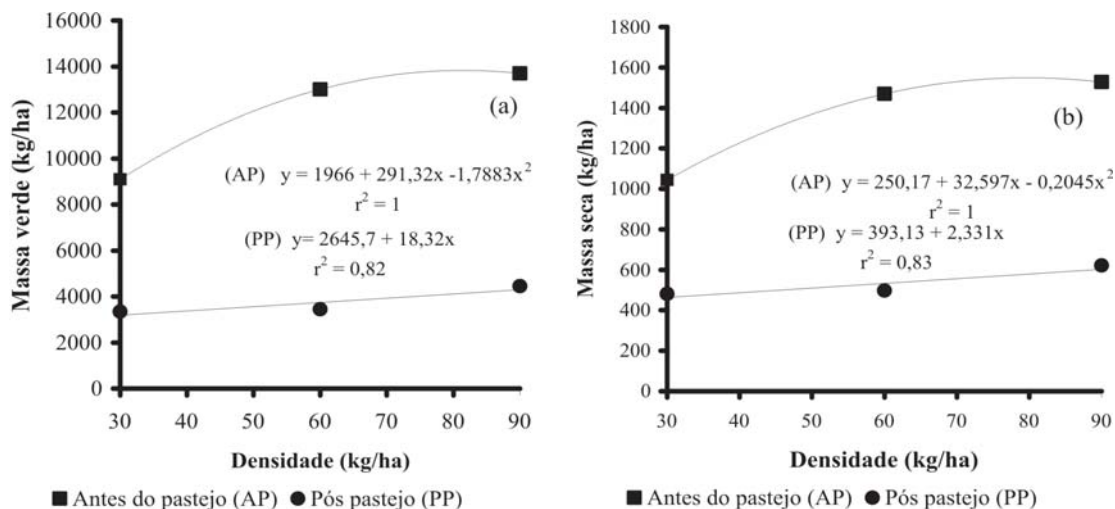 16000
14000
12000
10000
8000
6000
4000
2000
0
Massa verde (kg/ha)
(a)
(AP) y = 1966 + 291,32x -1,7883x²
r² = 1
(PP) y= 2645,7 + 18,32x
r² = 0,82
30 40 50 60 70 80 90
Densidade (kg/ha)
■ Antes do pastejo (AP) ● Pós pastejo (PP)
1800
1600
1400
1200
1000
800
600
400
200
0
Massa seca (kg/ha)
(b)
(AP) y = 250,17 + 32,597x - 0,2045x²
r² = 1
(PP) y = 393,13 + 2,331x
r² = 0,83
30 40 50 60 70 80 90
Densidade (kg/ha)
■ Antes do pastejo (AP) ● Pós pastejo (PP)